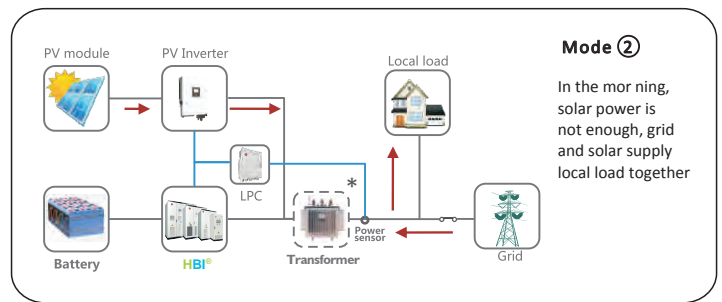 PV module
PV Inverter
Local load
LPC
*
Power
sensor
Battery
HBI®
Transformer
Grid
Mode ②
In the mor ning,
solar power is
not enough, grid
and solar supply
local load together